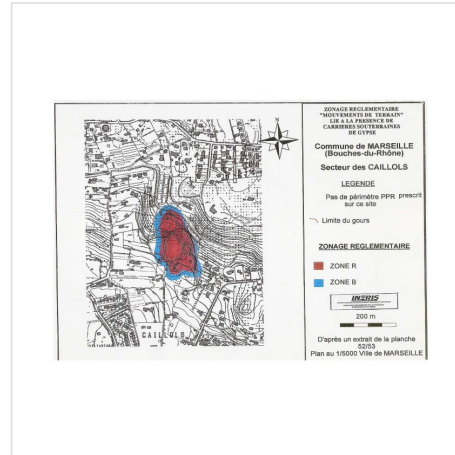 ZONAGE REGLEMENTAIRE
"MOUVEMENTS DE TERRAIN"
LIE A LA PRESENCE DE
CARRIERES SOUTERRAINES
DE GYPSE
Commune de MARSEILLE
(Bouches-du-Rhône)
Secteur des CAILLOLS
LEGENDE
Pas de périmètre PPR prescrit
sur ce site
Limite du gours
ZONAGE REGLEMENTAIRE
ZONE R
ZONE B
INERIS
200 m
D'après un extrait de la planche
52/53
Plan au 1/5000 Ville de MARSEILLE
N
CAILLOLS